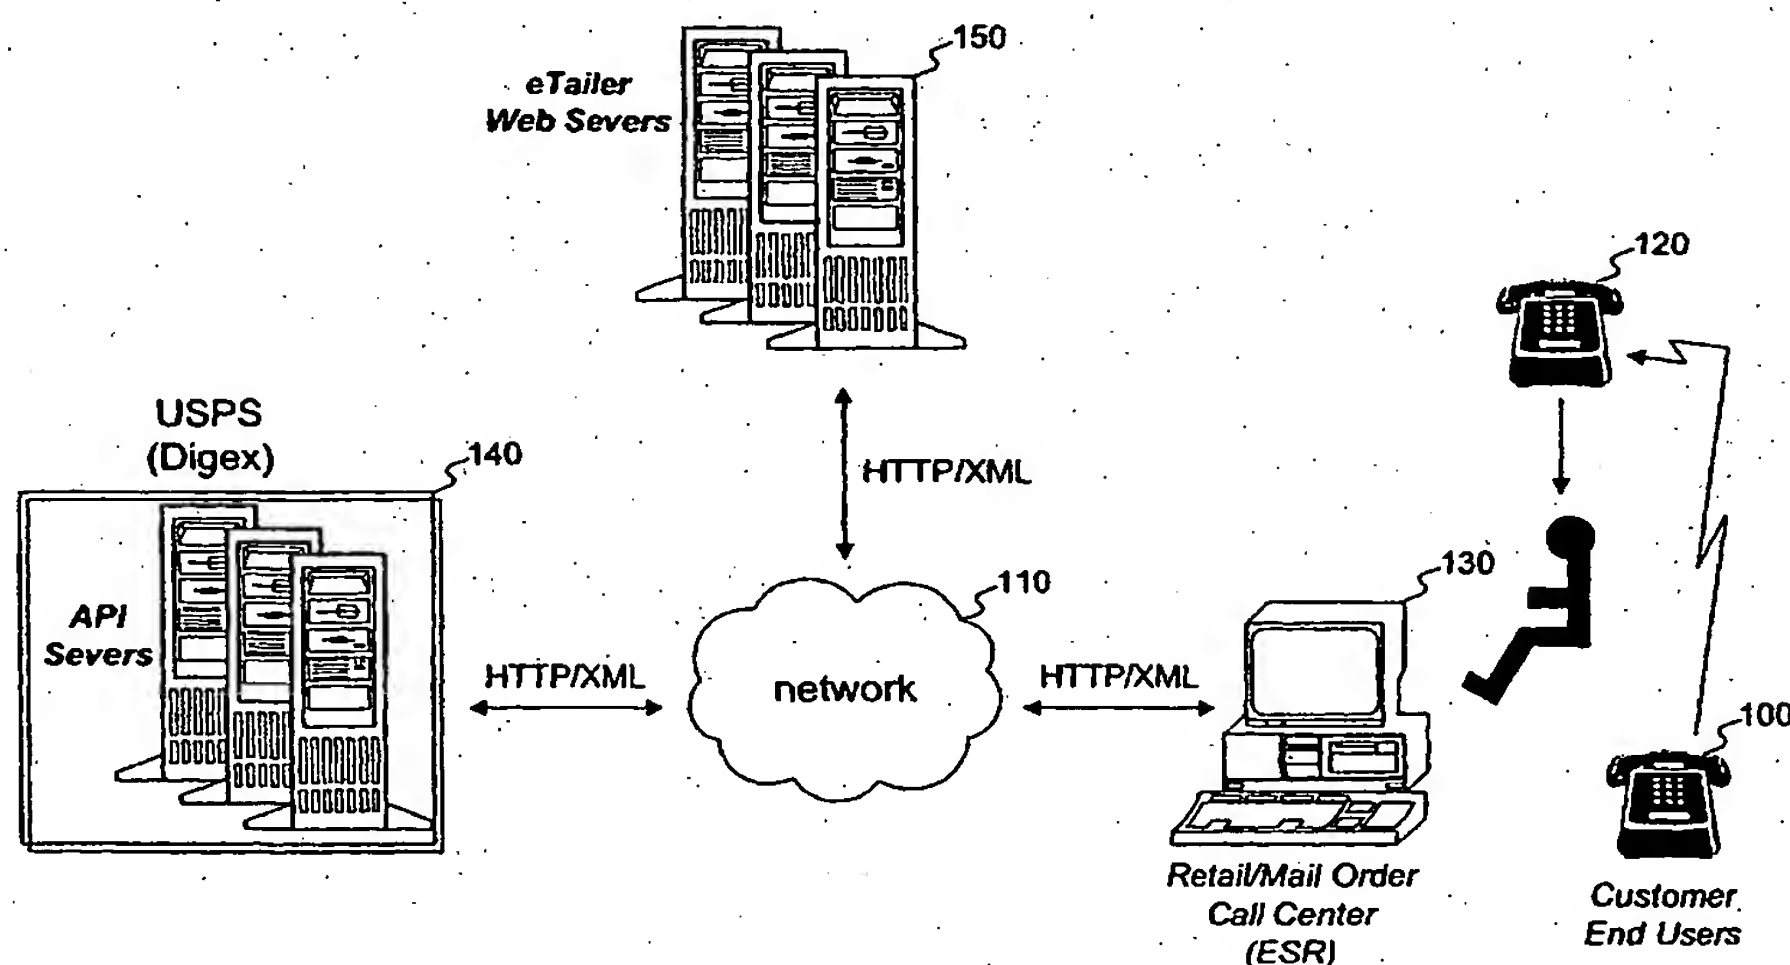 150
eTailer
Web Severs
120
USPS
(Digex)
140
HTTP/XML
API
Severs
110
130
HTTP/XML
network
HTTP/XML
100
Retail/Mail Order
Call Center
(ESR)
Customer
End Users